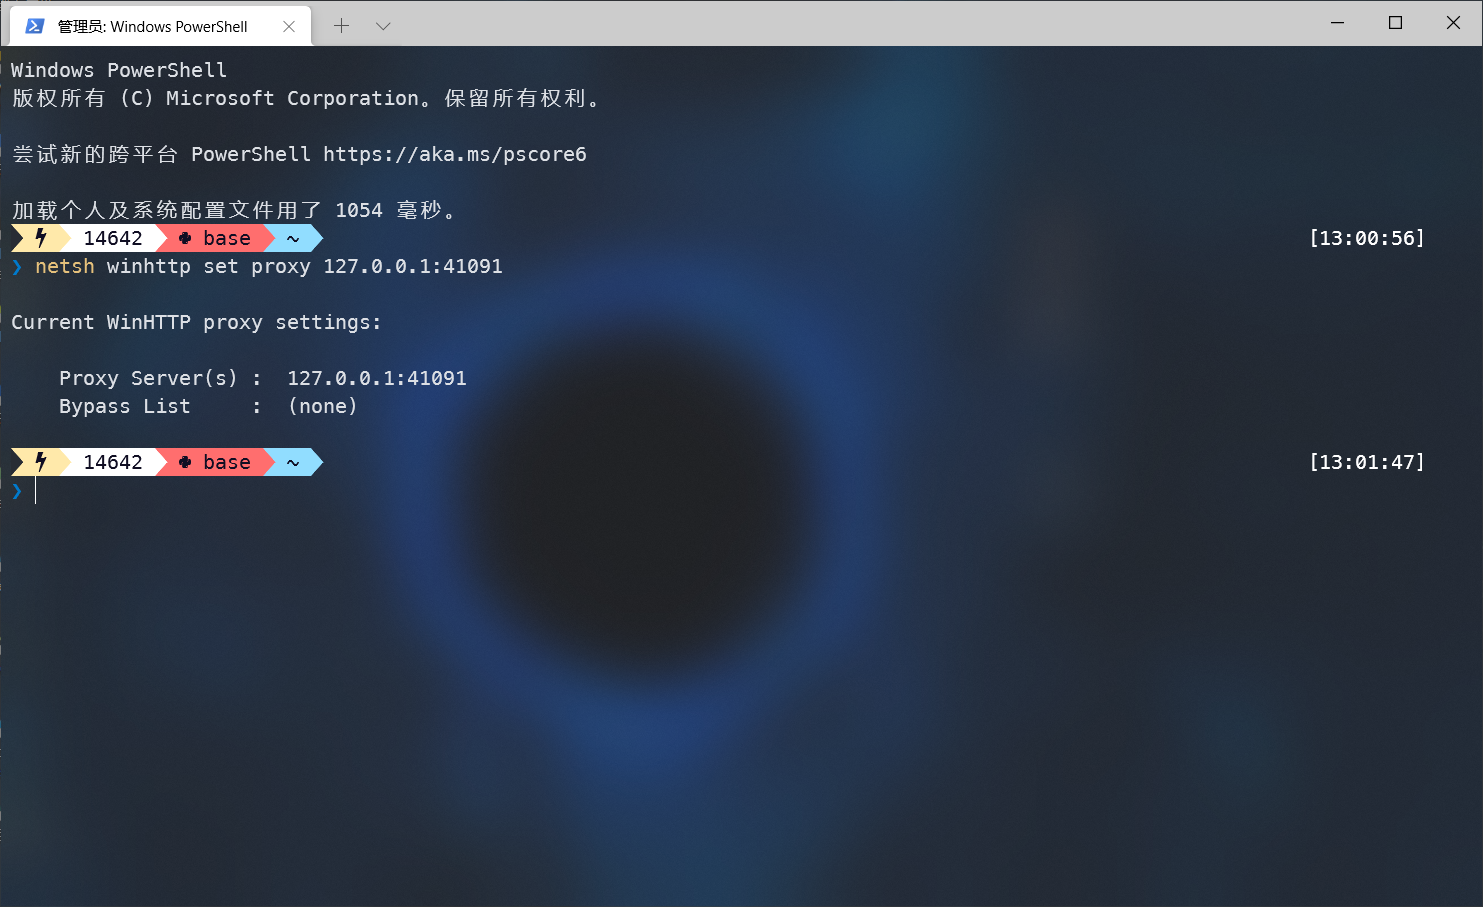 管理员: Windows PowerShell
Windows PowerShell
版权所有 (C) Microsoft Corporation。保留所有权利。
尝试新的跨平台 PowerShell https://aka.ms/pscore6
加载个人及系统配置文件用了 1054 毫秒。
14642 base ~ [13:00:56]
❯ netsh winhttp set proxy 127.0.0.1:41091
Current WinHTTP proxy settings:
Proxy Server(s) : 127.0.0.1:41091
Bypass List : (none)
14642 base ~ [13:01:47]
❯